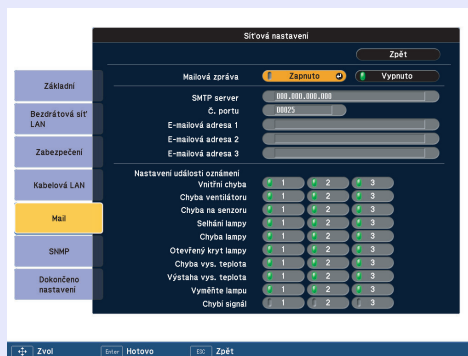 Síťová nastavení
Zpět
Mailová zpráva Zapnuto Vypnuto
SMTP server 000.000.000.000
Č. portu 00025
E-mailová adresa 1
E-mailová adresa 2
E-mailová adresa 3
Nastavení události oznámení
Vnitřní chyba 1 2 3
Chyba ventilátoru 1 2 3
Chyba na senzoru 1 2 3
Selhání lampy 1 2 3
Chyba lampy 1 2 3
Otevřený kryt lampy 1 2 3
Chyba vys. teplota 1 2 3
Výstaha vys. teplota 1 2 3
Vyměňte lampu 1 2 3
Chybí signál 1 2 3
Základní
Bezdrátová síť
LAN
Zabezpečení
Kabelová LAN
Mail
SNMP
Dokončeno
nastavení
Zvol Enter Hotovo ESC Zpět